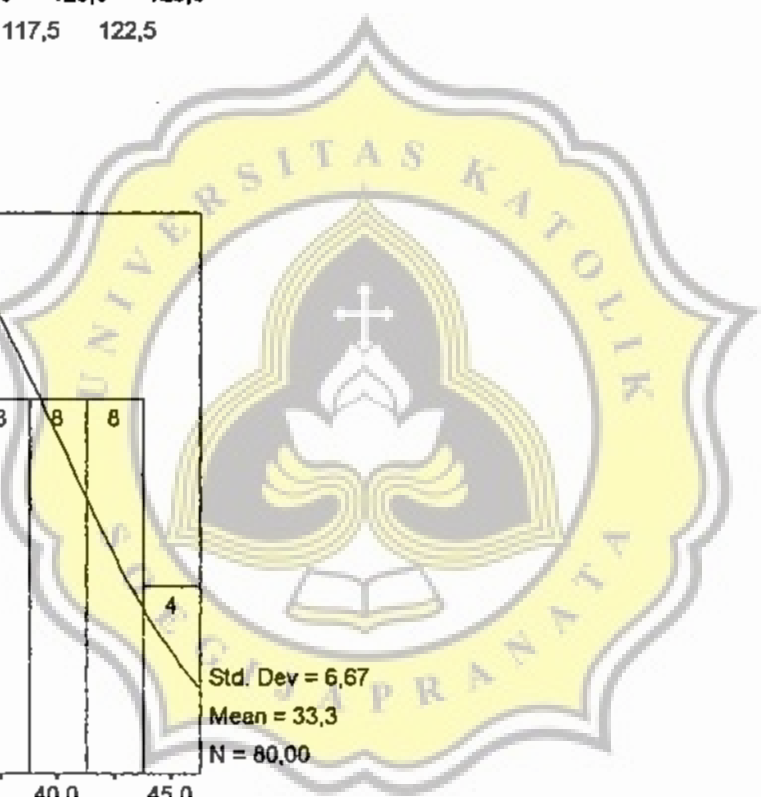 117,5 122,5
UNIVERSITAS KATOLIK
SOEGIJAPRANATA
8 8
4
Std. Dev = 6,67
Mean = 33,3
N = 80,00
40,0 45,0